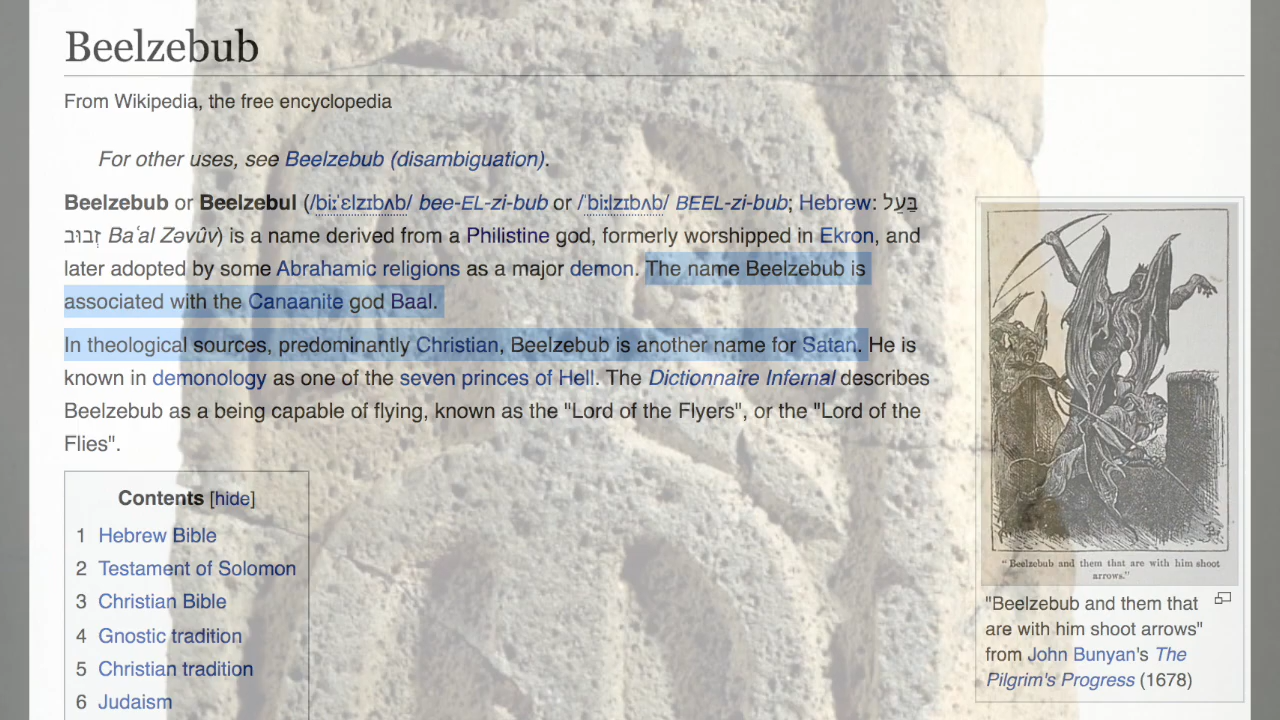 Beelzebub
From Wikipedia, the free encyclopedia
For other uses, see Beelzebub (disambiguation).
Beelzebub or Beelzebul (/biːˈɛlzɪbʌb/ bee-EL-zi-bub or /ˈbiːlzɪbʌb/ BEEL-zi-bub; Hebrew: בַּעַל
זְבוּב Baʿal Zəvûv) is a name derived from a Philistine god, formerly worshipped in Ekron, and
later adopted by some Abrahamic religions as a major demon. The name Beelzebub is
associated with the Canaanite god Baal.
In theological sources, predominantly Christian, Beelzebub is another name for Satan. He is
known in demonology as one of the seven princes of Hell. The Dictionnaire Infernal describes
Beelzebub as a being capable of flying, known as the "Lord of the Flyers", or the "Lord of the
Flies".
Contents [hide]
1 Hebrew Bible
2 Testament of Solomon
3 Christian Bible
4 Gnostic tradition
5 Christian tradition
6 Judaism
"Beelzebub and them that are with him shoot
arrows."
"Beelzebub and them that
are with him shoot arrows"
from John Bunyan's The
Pilgrim's Progress (1678)